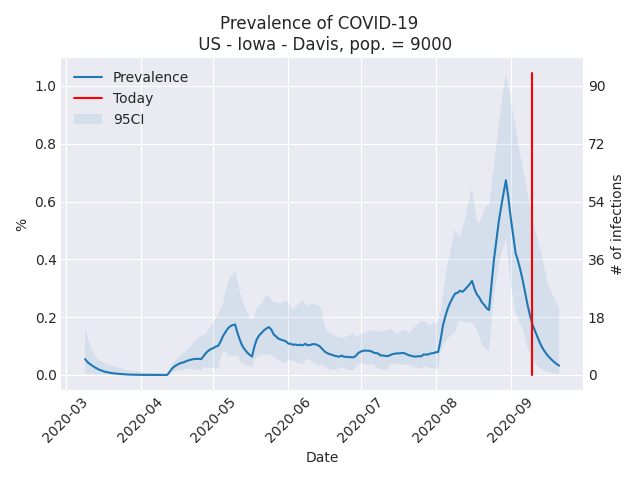 Prevalence of COVID-19
US - Iowa - Davis, pop. = 9000
Prevalence
Today
95CI
%
1.0
0.8
0.6
0.4
0.2
0.0
90
72
54
36
18
0
# of infections
2020-03
2020-04
2020-05
2020-06
2020-07
2020-08
2020-09
Date